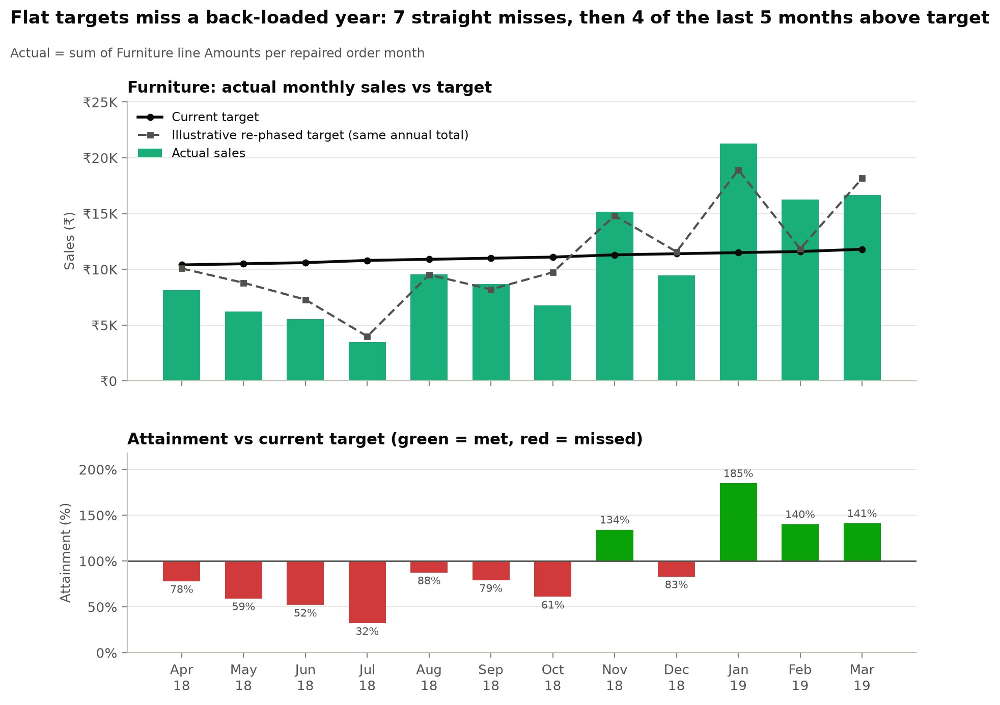 Flat targets miss a back-loaded year: 7 straight misses, then 4 of the last 5 months above target
Actual = sum of Furniture line Amounts per repaired order month
Furniture: actual monthly sales vs target
₹25K
Current target
Illustrative re-phased target (same annual total)
Actual sales
₹20K
₹15K
Sales (₹)
₹10K
₹5K
₹0
Attainment vs current target (green = met, red = missed)
200%
150%
Attainment (%)
100%
50%
0%
78%
59%
52%
32%
88%
79%
61%
134%
83%
185%
140%
141%
Apr
18
May
18
Jun
18
Jul
18
Aug
18
Sep
18
Oct
18
Nov
18
Dec
18
Jan
19
Feb
19
Mar
19